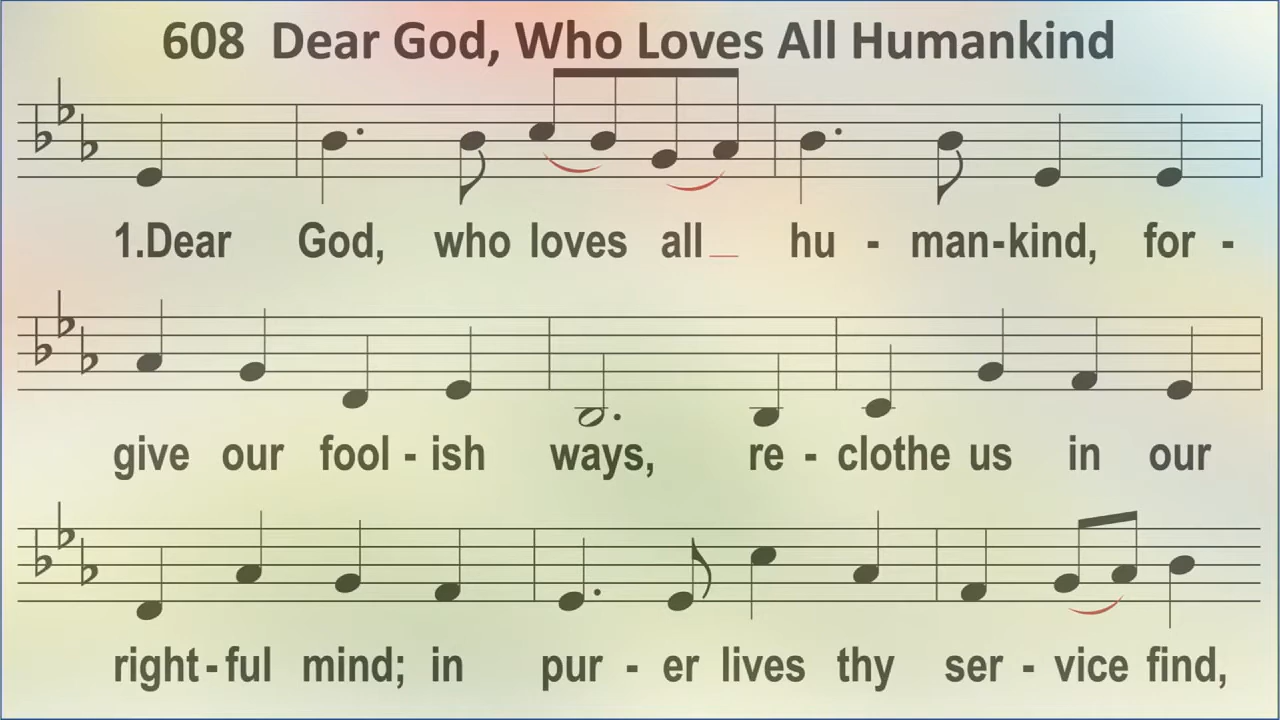 608 Dear God, Who Loves All Humankind
1.Dear God, who loves all hu - man-kind, for -
give our fool - ish ways, re - clothe us in our
right - ful mind; in pur - er lives thy ser - vice find,